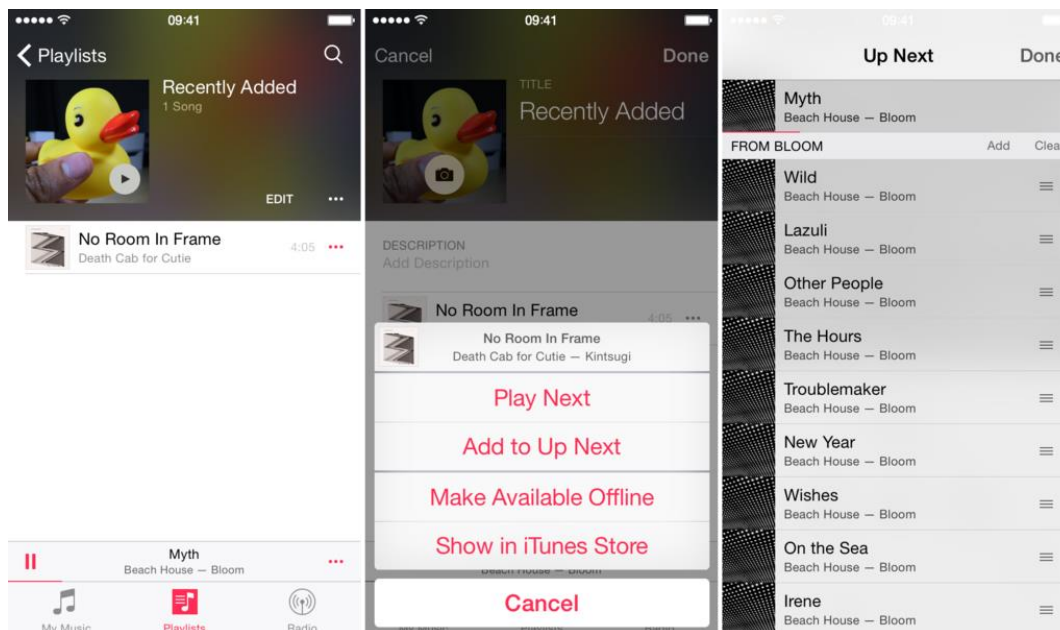 09:41
Playlists
Recently Added
1 Song
EDIT
No Room In Frame
4:05
Death Cab for Cutie
Myth
Beach House — Bloom
My Music
Playlists
Radio
09:41
Cancel
Done
TITLE
Recently Added
DESCRIPTION
Add Description
No Room In Frame
4:05
No Room In Frame
Death Cab for Cutie — Kintsugi
Play Next
Add to Up Next
Make Available Offline
Show in iTunes Store
Beach House — Bloom
Cancel
09:41
Up Next
Done
Myth
Beach House — Bloom
FROM BLOOM
Add
Clea
Wild
Beach House — Bloom
Lazuli
Beach House — Bloom
Other People
Beach House — Bloom
The Hours
Beach House — Bloom
Troublemaker
Beach House — Bloom
New Year
Beach House — Bloom
Wishes
Beach House — Bloom
On the Sea
Beach House — Bloom
Irene
Beach House — Bloom